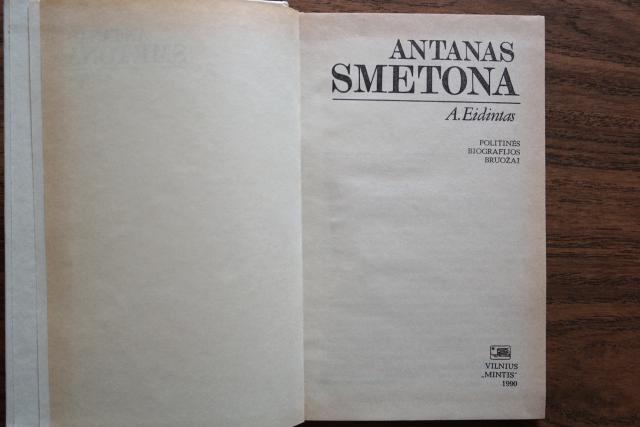 ANTANAS
SMETONA
A. Eidintas
POLITINĖS
BIOGRAFIJOS
BRUOŽAI
VILNIUS
„MINTIS“
1990